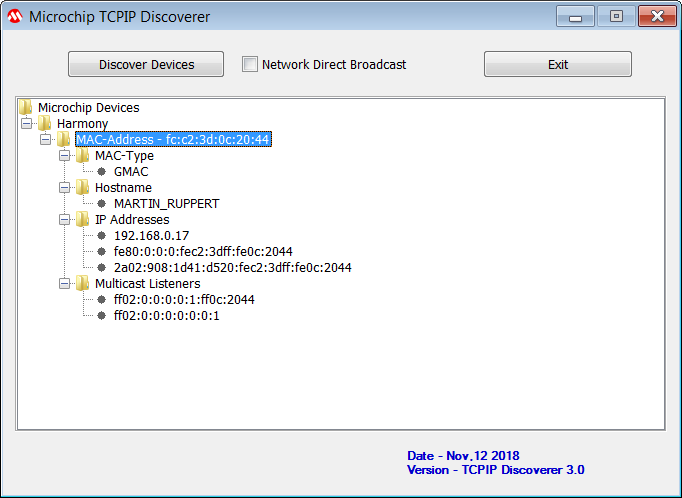 Microchip TCPIP Discoverer
Discover Devices
Network Direct Broadcast
Exit
Microchip Devices
Harmony
MAC-Address - fc:c2:3d:0c:20:44
MAC-Type
GMAC
Hostname
MARTIN_RUPPERT
IP Addresses
192.168.0.17
fe80:0:0:0:fec2:3dff:fe0c:2044
2a02:908:1d41:d520:fec2:3dff:fe0c:2044
Multicast Listeners
ff02:0:0:0:0:1:ff0c:2044
ff02:0:0:0:0:0:0:1
Date - Nov,12 2018
Version - TCPIP Discoverer 3.0